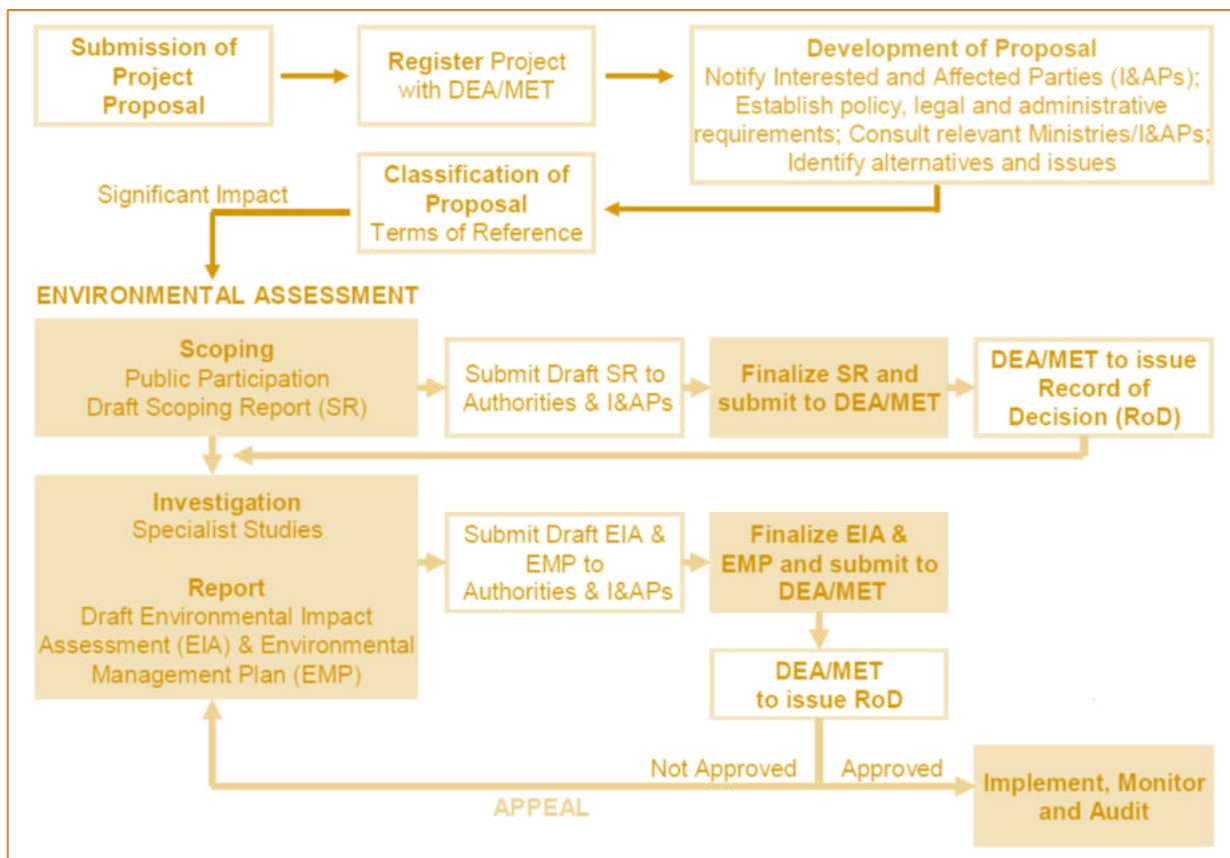 Submission of
Project
Proposal
Register Project
with DEA/MET
Development of Proposal
Notify Interested and Affected Parties (I&APs);
Establish policy, legal and administrative
requirements; Consult relevant Ministries/I&APs;
Identify alternatives and issues
Classification of
Proposal
Terms of Reference
Significant Impact
ENVIRONMENTAL ASSESSMENT
Scoping
Public Participation
Draft Scoping Report (SR)
Submit Draft SR to
Authorities & I&APs
Finalize SR and
submit to DEA/MET
DEA/MET to issue
Record of
Decision (RoD)
Investigation
Specialist Studies
Report
Draft Environmental Impact
Assessment (EIA) & Environmental
Management Plan (EMP)
Submit Draft EIA &
EMP to
Authorities & I&APs
Finalize EIA &
EMP and submit to
DEA/MET
DEA/MET
to issue RoD
Not Approved
Approved
APPEAL
Implement, Monitor
and Audit